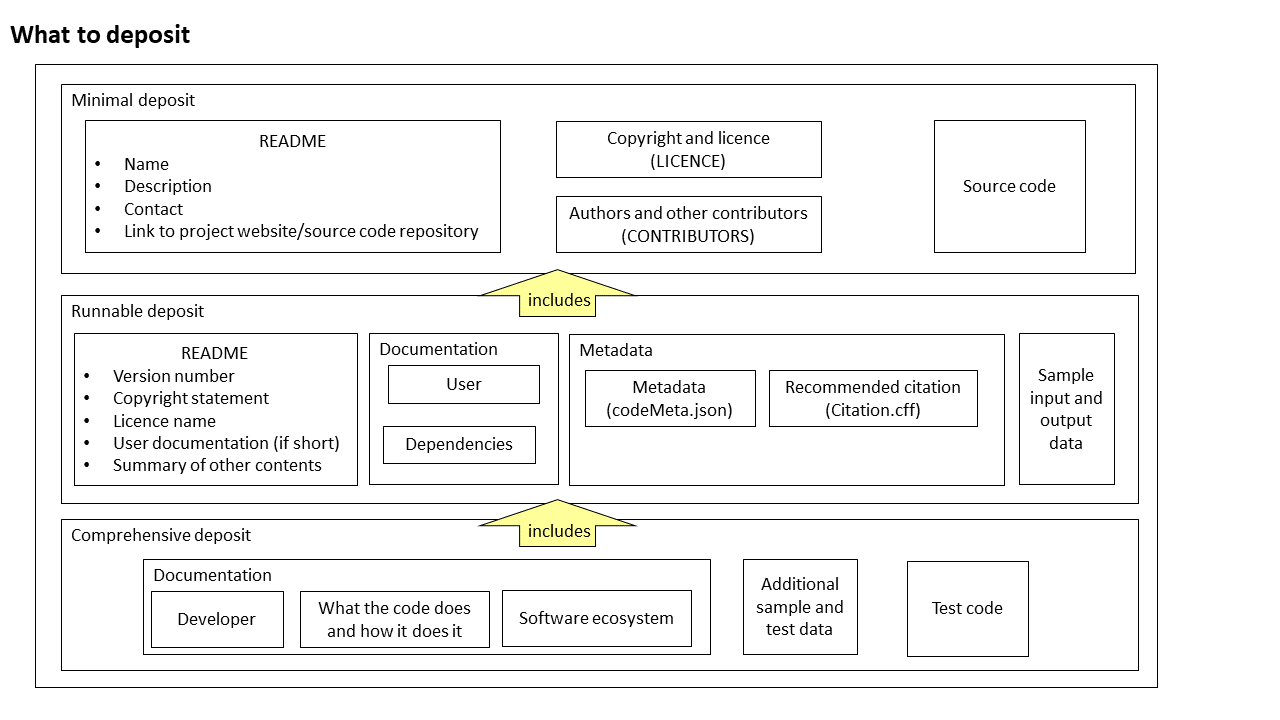 What to deposit
Minimal deposit
README
• Name
• Description
• Contact
• Link to project website/source code repository
Copyright and licence
(LICENCE)
Authors and other contributors
(CONTRIBUTORS)
Source code
includes
Runnable deposit
README
• Version number
• Copyright statement
• Licence name
• User documentation (if short)
• Summary of other contents
Documentation
User
Dependencies
Metadata
Metadata
(codeMeta.json)
Recommended citation
(Citation.cff)
Sample
input and
output
data
includes
Comprehensive deposit
Documentation
Developer
What the code does
and how it does it
Software ecosystem
Additional
sample and
test data
Test code